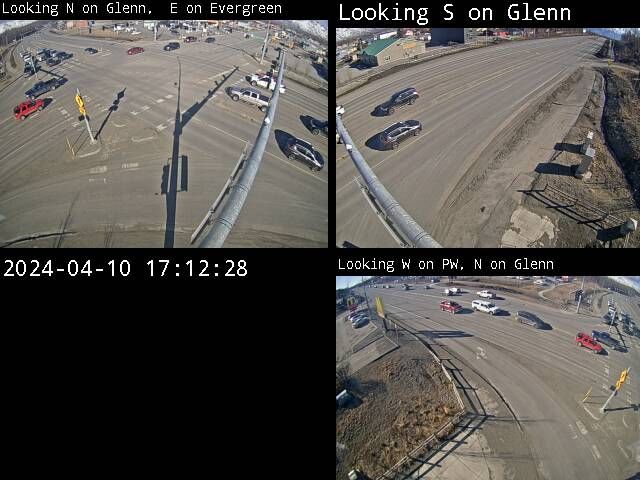 Looking N on Glenn,  E on Evergreen
Looking S on Glenn
2024-04-10 17:12:28
Looking W on PW, N on Glenn